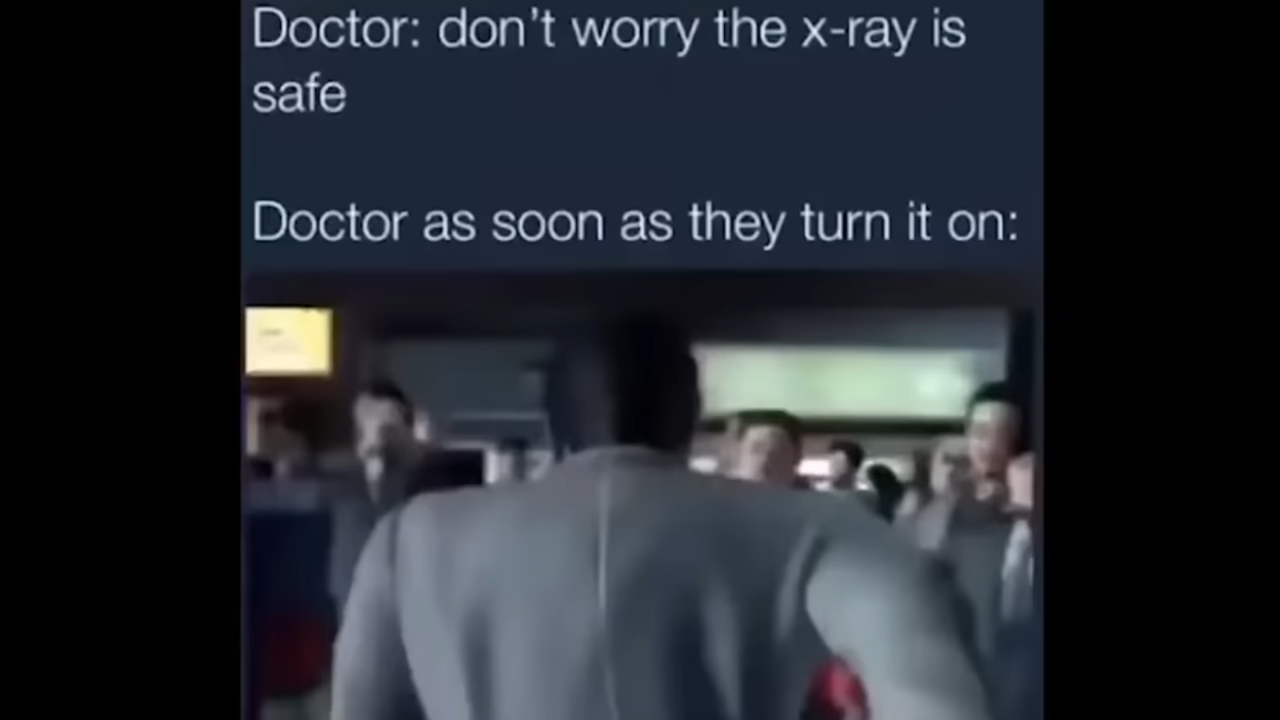 Doctor: don't worry the x-ray is
safe
Doctor as soon as they turn it on: